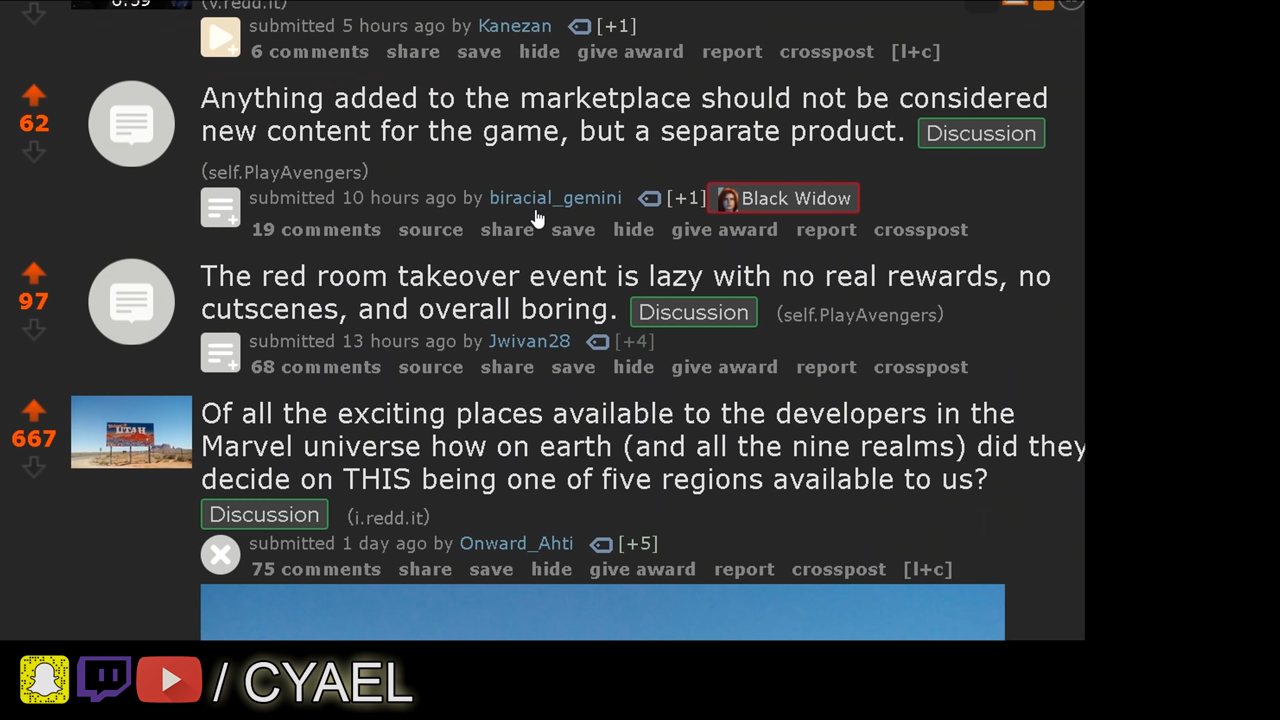 (v.redd.it)
submitted 5 hours ago by Kanezan [+1]
6 comments share save hide give award report crosspost [l+c]
62
Anything added to the marketplace should not be considered
new content for the game, but a separate product. Discussion
(self.PlayAvengers)
submitted 10 hours ago by biracial_gemini [+1] Black Widow
19 comments source share save hide give award report crosspost
97
The red room takeover event is lazy with no real rewards, no
cutscenes, and overall boring. Discussion (self.PlayAvengers)
submitted 13 hours ago by Jwivan28 [+4]
68 comments source share save hide give award report crosspost
667
UTAH
Of all the exciting places available to the developers in the
Marvel universe how on earth (and all the nine realms) did they
decide on THIS being one of five regions available to us?
Discussion (i.redd.it)
submitted 1 day ago by Onward_Ahti [+5]
75 comments share save hide give award report crosspost [l+c]
/ CYAEL